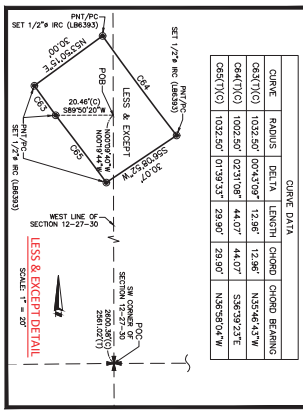 CURVE DATA
CURVE RADIUS DELTA LENGTH CHORD CHORD BEARING
C63(T)(C) 1032.50' 00°43'09" 12.96' 12.96' N35°46'43"W
C64(T)(C) 1002.50' 02°31'08" 44.07' 44.07' S36°39'23"E
C65(T)(C) 1032.50' 01°39'33" 29.90' 29.90' N36°58'04"W
PNT/PC
SET 1/2"ø IRC (LB6393)
N53°50'15"E
30.00'
C64
PNT/PC
SET 1/2"ø IRC (LB6393)
C63
20.46'(C)
S89°50'20"W
POB
LESS & EXCEPT
N00°09'40"W
N00°19'44"W
S56°08'52"W
30.07'
C65
PNT/PC
SET 1/2"ø IRC (LB6393)
WEST LINE OF
SECTION 12-27-30
POC
SW CORNER OF
SECTION 12-27-30
2600.38'(C)
2561.02'(T)
LESS & EXCEPT DETAIL
SCALE: 1" = 20'